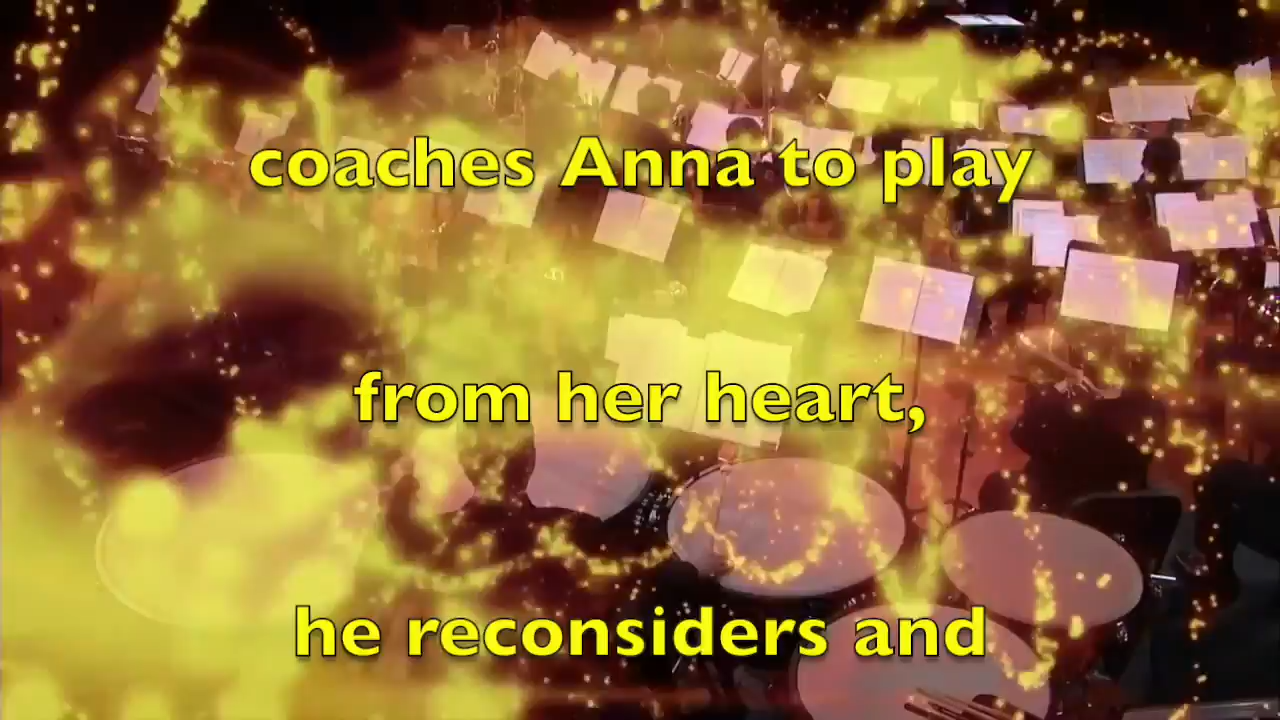 coaches Anna to play
from her heart,
he reconsiders and